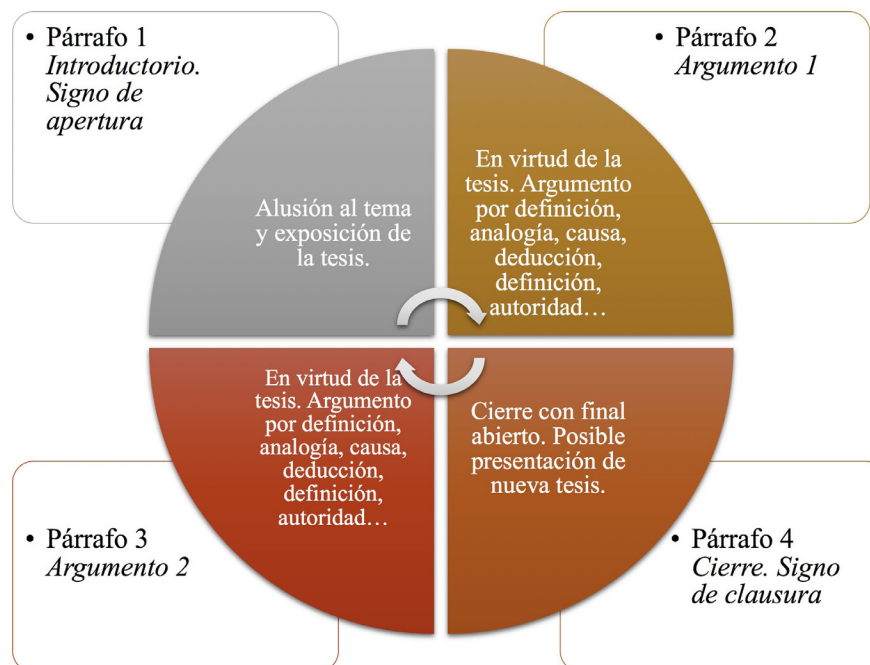 • Párrafo 1
Introductorio.
Signo de
apertura
Alusión al tema
y exposición de
la tesis.
• Párrafo 2
Argumento 1
En virtud de la
tesis. Argumento
por definición,
analogía, causa,
deducción,
definición,
autoridad…
• Párrafo 3
Argumento 2
En virtud de la
tesis. Argumento
por definición,
analogía, causa,
deducción,
definición,
autoridad…
• Párrafo 4
Cierre. Signo
de clausura
Cierre con final
abierto. Posible
presentación de
nueva tesis.